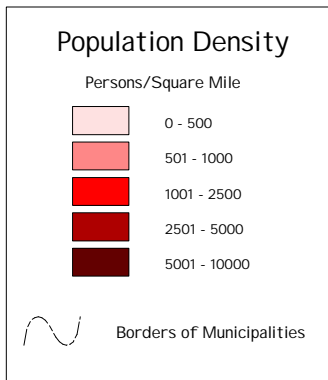 Population Density
Persons/Square Mile
0 - 500
501 - 1000
1001 - 2500
2501 - 5000
5001 - 10000
Borders of Municipalities